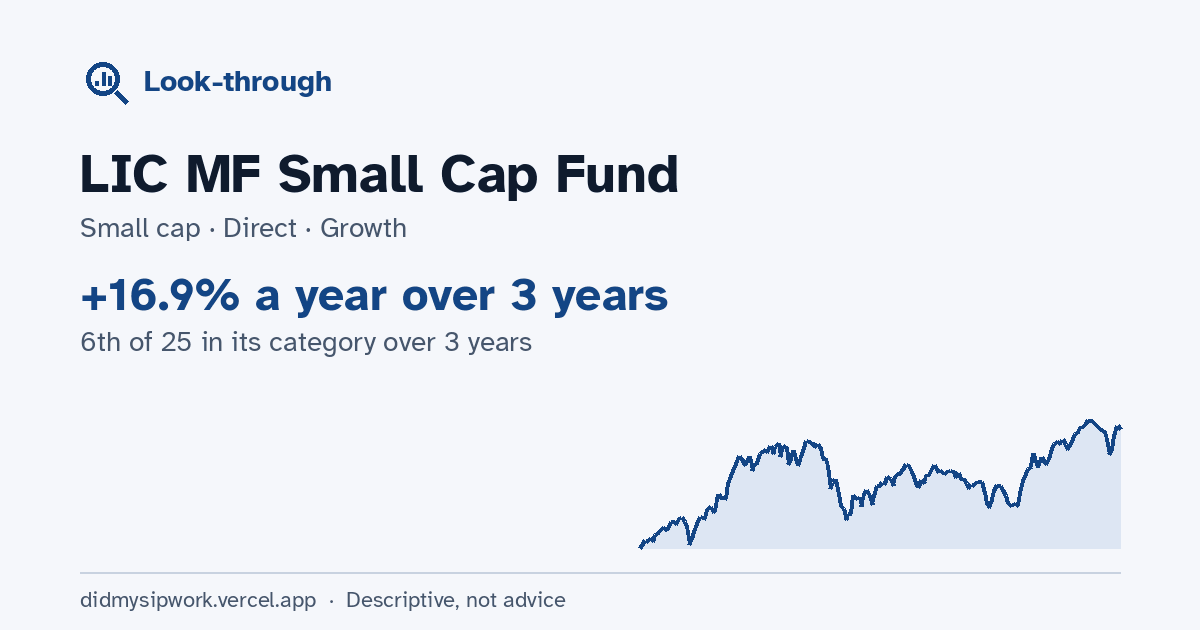 Look-through
LIC MF Small Cap Fund
Small cap · Direct · Growth
+16.9% a year over 3 years
6th of 25 in its category over 3 years
didmysipwork.vercel.app · Descriptive, not advice